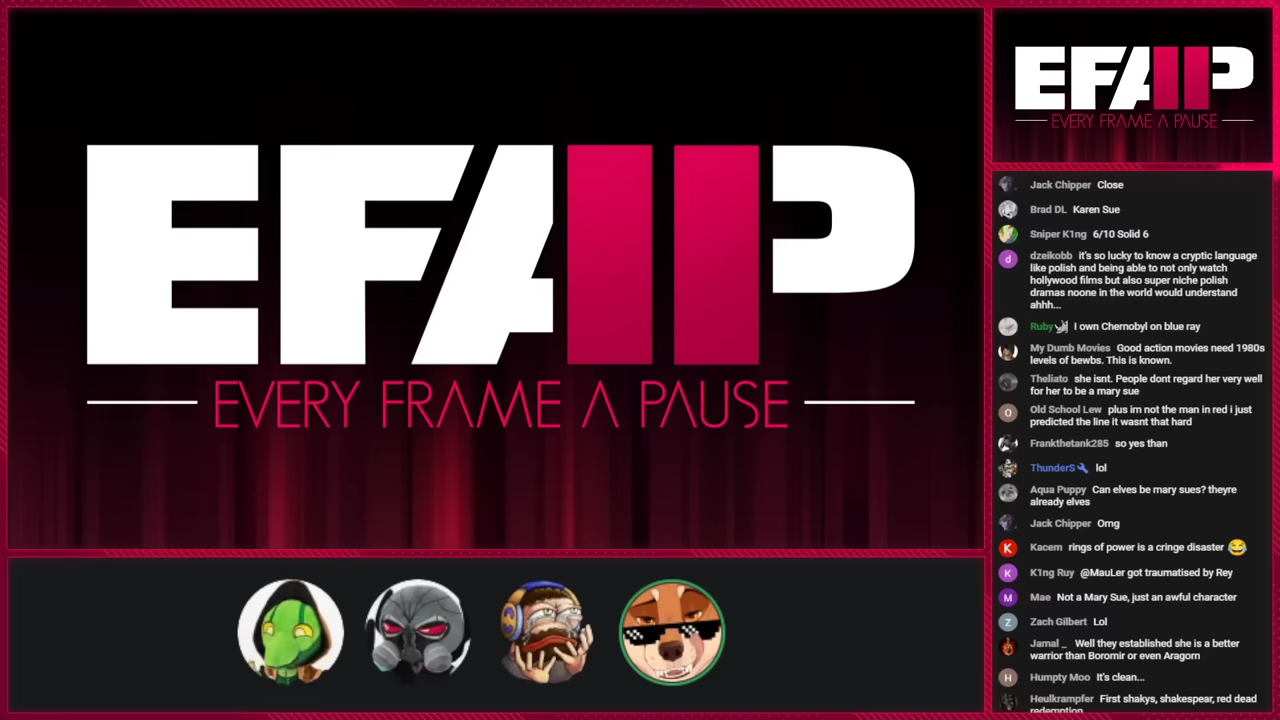 EFAP
EVERY FRAME A PAUSE
EFAP
EVERY FRAME A PAUSE
Jack Chipper Close
Brad DL Karen Sue
Sniper K1ng 6/10 Solid 6
d
dzeikobb it's so lucky to know a cryptic language
like polish and being able to not only watch
hollywood films but also super niche polish
dramas noone in the world would understand
ahhh...
Ruby I own Chernobyl on blue ray
My Dumb Movies Good action movies need 1980s
levels of bewbs. This is known.
Theliato she isnt. People dont regard her very well
for her to be a mary sue
O
Old School Lew plus im not the man in red i just
predicted the line it wasnt that hard
Frankthetank285 so yes than
ThunderS lol
Aqua Puppy Can elves be mary sues? theyre
already elves
Jack Chipper Omg
K
Kacem rings of power is a cringe disaster 😂
K
K1ng Ruy @MauLer got traumatised by Rey
M
Mae Not a Mary Sue, just an awful character
Z
Zach Gilbert Lol
Jamal _ Well they established she is a better
warrior than Boromir or even Aragorn
H
Humpty Moo It's clean...
Heulkrampfer First shakys, shakespear, red dead
redemption